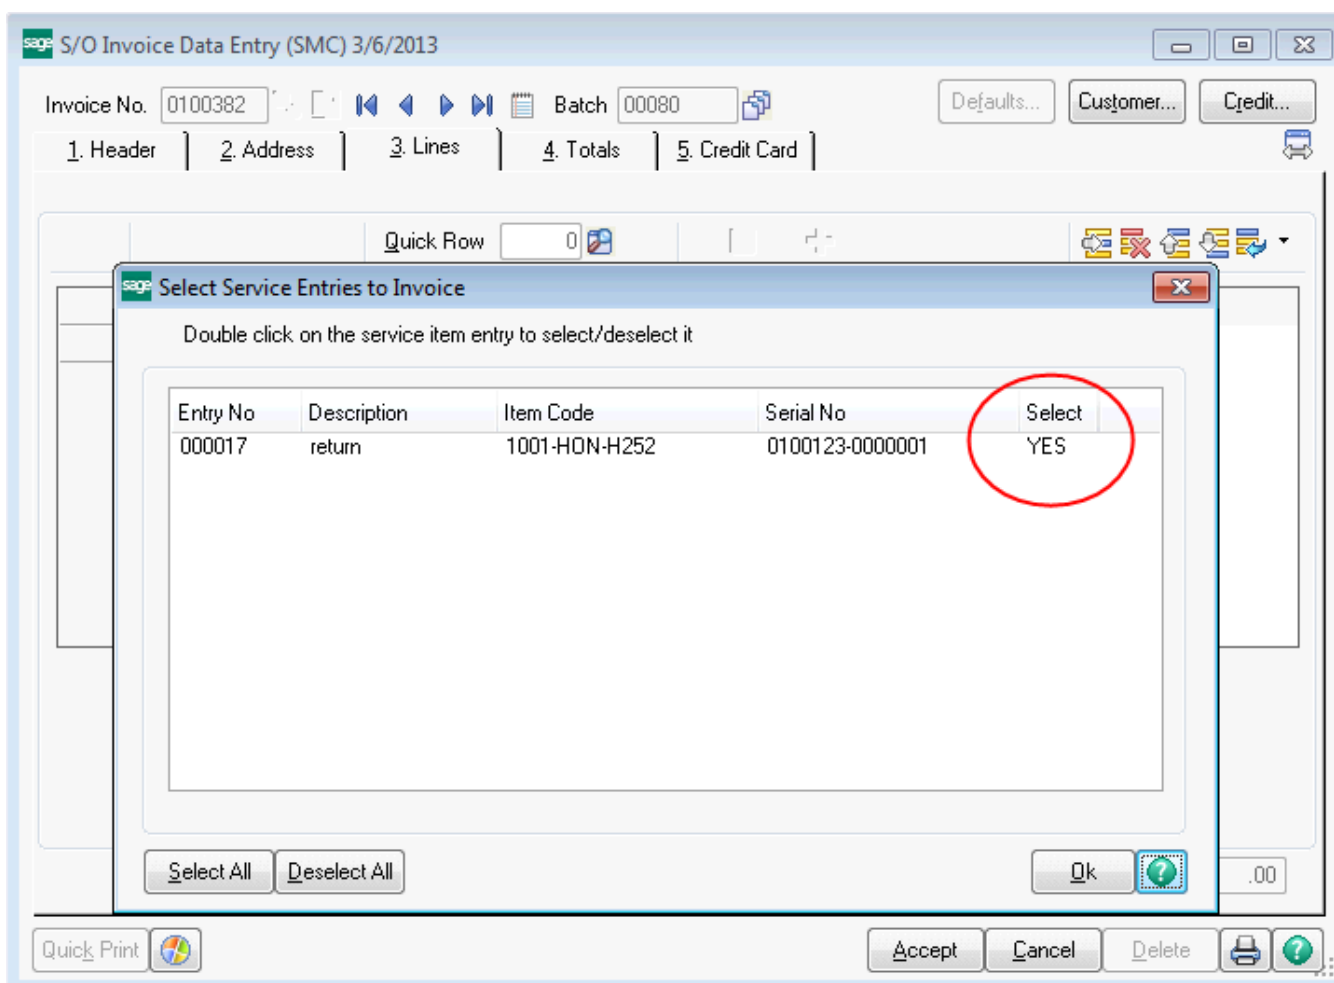 sage S/O Invoice Data Entry (SMC) 3/6/2013
Invoice No. 0100382 Batch 00080 Defaults... Customer... Credit...
1. Header 2. Address 3. Lines 4. Totals 5. Credit Card
Quick Row 0
sage Select Service Entries to Invoice
Double click on the service item entry to select/deselect it
Entry No Description Item Code Serial No Select
000017 return 1001-HON-H252 0100123-0000001 YES
Select All Deselect All Ok ? .00
Quick Print Accept Cancel Delete ?